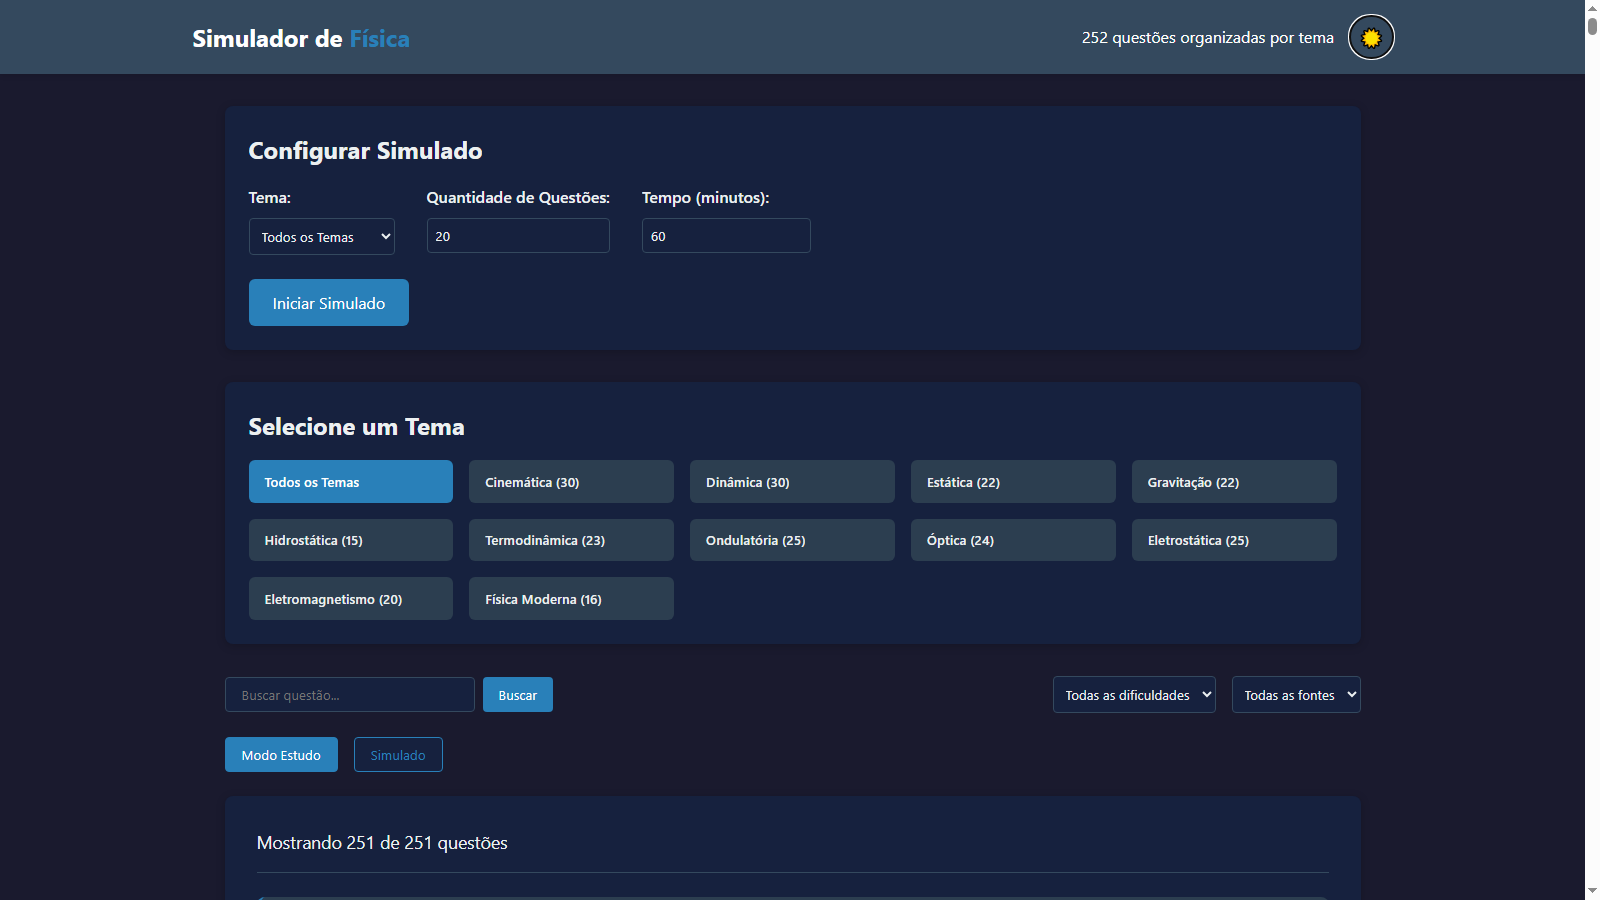 Simulador de Física
252 questões organizadas por tema
Configurar Simulado
Tema:
Quantidade de Questões:
Tempo (minutos):
Todos os Temas
20
60
Iniciar Simulado
Selecione um Tema
Todos os Temas
Cinemática (30)
Dinâmica (30)
Estática (22)
Gravitação (22)
Hidrostática (15)
Termodinâmica (23)
Ondulatória (25)
Óptica (24)
Eletrostática (25)
Eletromagnetismo (20)
Física Moderna (16)
Buscar questão...
Buscar
Todas as dificuldades
Todas as fontes
Modo Estudo
Simulado
Mostrando 251 de 251 questões